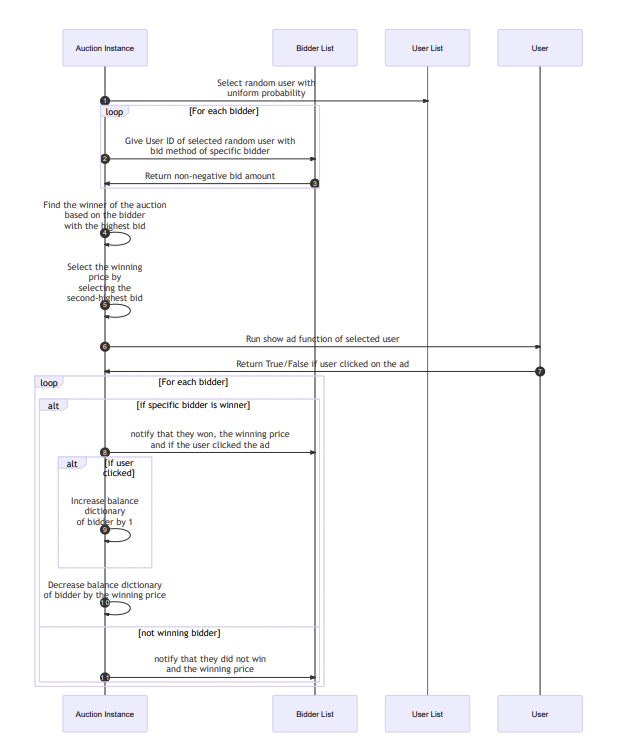 Auction Instance
Bidder List
User List
User
Select random user with
uniform probability
1
loop
[For each bidder]
Give User ID of selected random user with
bid method of specific bidder
2
Return non-negative bid amount
3
Find the winner of the auction
based on the bidder
with the highest bid
4
Select the winning
price by
selecting the
second-highest bid
5
Run show ad function of selected user
6
Return True/False if user clicked on the ad
7
loop
[For each bidder]
alt
[if specific bidder is winner]
notify that they won, the winning price
and if the user clicked the ad
8
alt
[if user
clicked]
Increase balance
dictionary
of bidder by 1
9
Decrease balance dictionary
of bidder by the winning price
10
[not winning bidder]
notify that they did not win
and the winning price
11
Auction Instance
Bidder List
User List
User